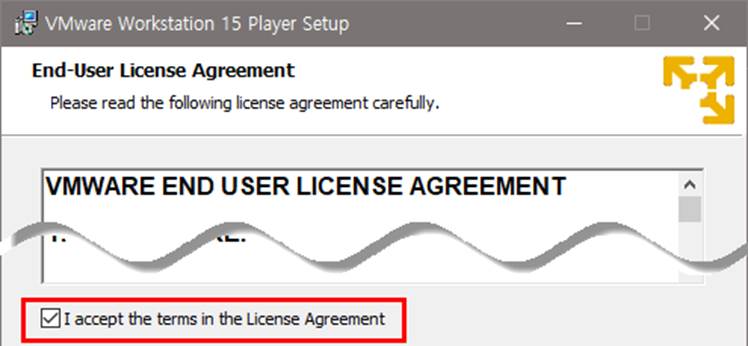 VMware Workstation 15 Player Setup
End-User License Agreement
Please read the following license agreement carefully.
VMWARE END USER LICENSE AGREEMENT
I accept the terms in the License Agreement